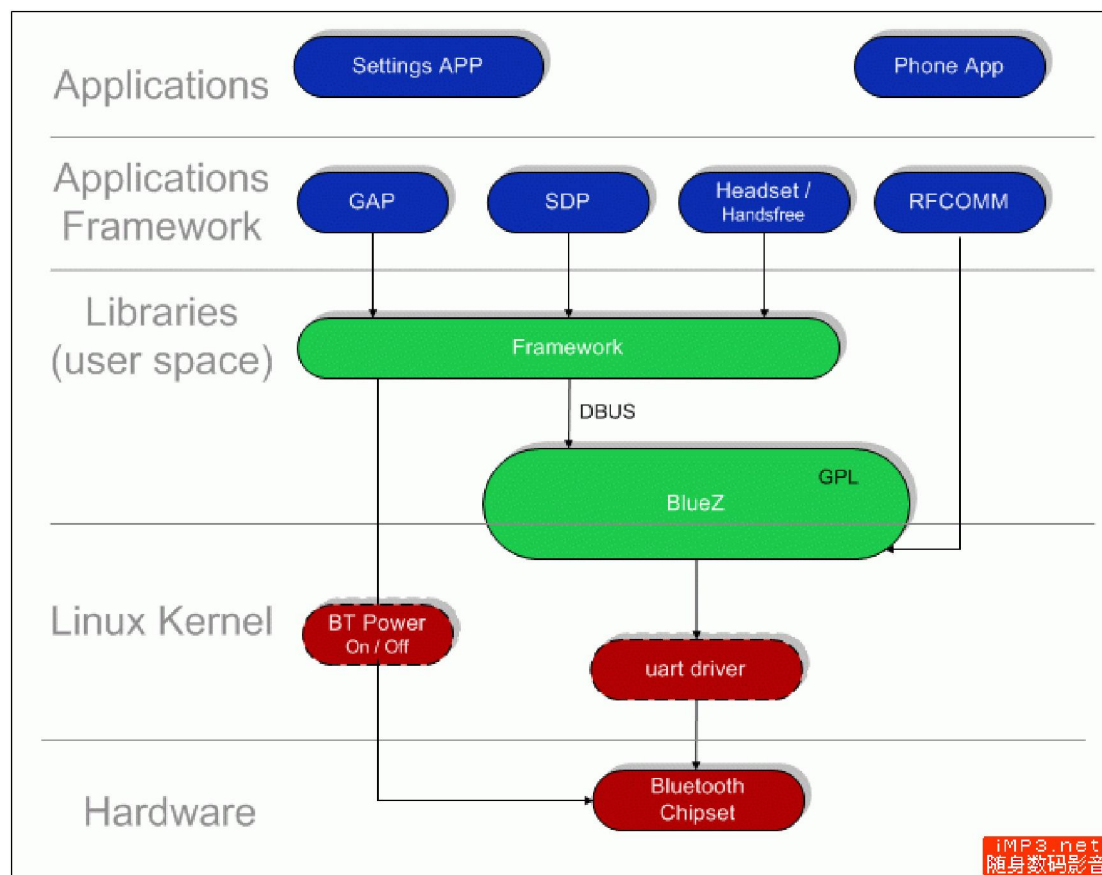 Applications
Settings APP
Phone App
Applications
Framework
GAP
SDP
Headset /
Handsfree
RFCOMM
Libraries
(user space)
Framework
DBUS
GPL
BlueZ
Linux Kernel
BT Power
On / Off
uart driver
Hardware
Bluetooth
Chipset
iMP3.net
随身数码影音